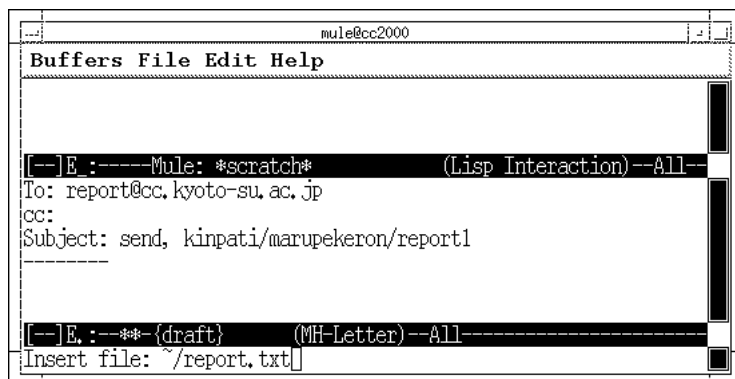 mule@cc2000
Buffers File Edit Help
[--]E_:-----Mule: *scratch* (Lisp Interaction)--All--
To: report@cc.kyoto-su.ac.jp
cc:
Subject: send, kinpati/marupekeron/report1
--------
[--]E.:--**-{draft} (MH-Letter)--All-----------------------
Insert file: ~/report.txt